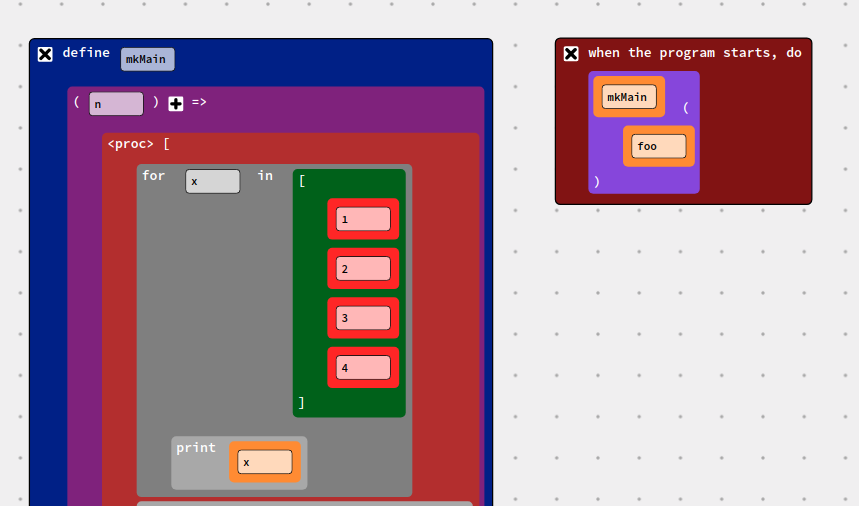 define mkMain
( n ) + =>
<proc> [
for x in [
1
2
3
4
]
print x
when the program starts, do
mkMain (
foo
)